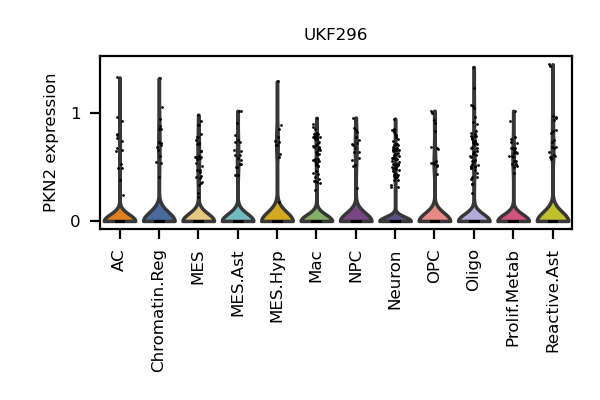 UKF296
PKN2 expression
1
0
AC
Chromatin.Reg
MES
MES.Ast
MES.Hyp
Mac
NPC
Neuron
OPC
Oligo
Prolif.Metab
Reactive.Ast